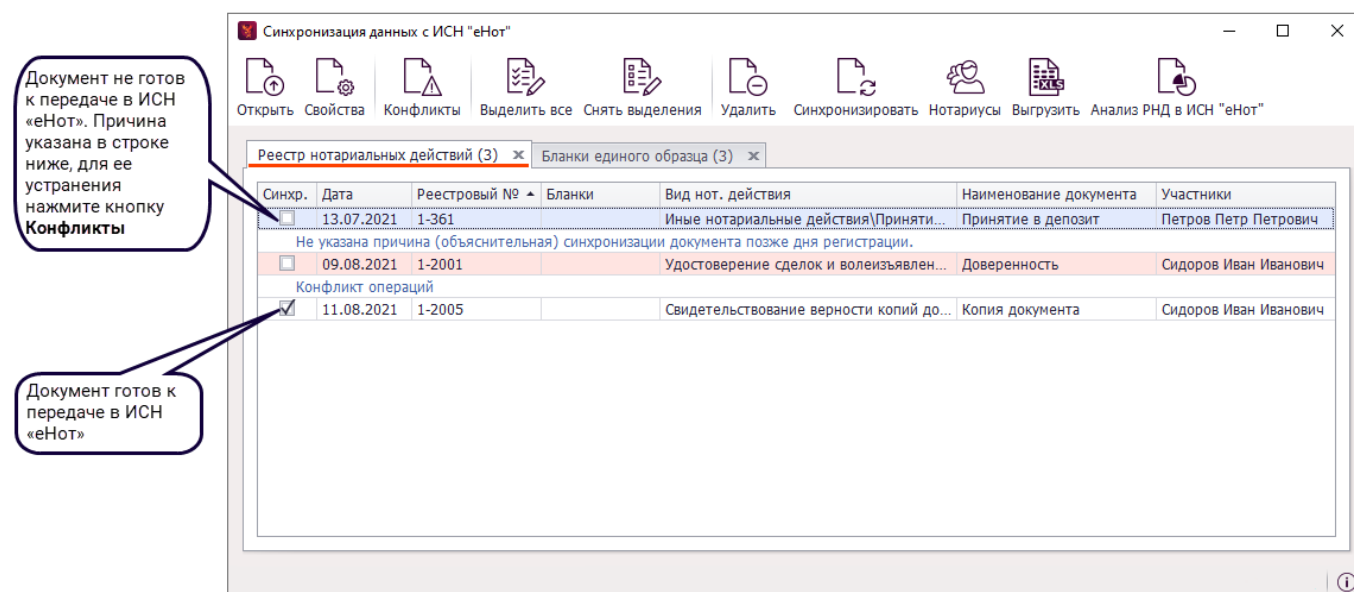 Синхронизация данных с ИСН "еНот"
Открыть Свойства Конфликты Выделить все Снять выделения Удалить Синхронизировать Нотариусы Выгрузить Анализ РНД в ИСН "еНот"
XLS
Документ не готов
к передаче в ИСН
«еНот». Причина
указана в строке
ниже, для ее
устранения
нажмите кнопку
Конфликты
Реестр нотариальных действий (3) Бланки единого образца (3)
Синхр. Дата Реестровый № Бланки Вид нот. действия Наименование документа Участники
13.07.2021 1-361 Иные нотариальные действия\Приняти... Принятие в депозит Петров Петр Петрович
Не указана причина (объяснительная) синхронизации документа позже дня регистрации.
09.08.2021 1-2001 Удостоверение сделок и волеизъявлен... Доверенность Сидоров Иван Иванович
Конфликт операций
11.08.2021 1-2005 Свидетельствование верности копий до... Копия документа Сидоров Иван Иванович
Документ готов к
передаче в ИСН
«еНот»